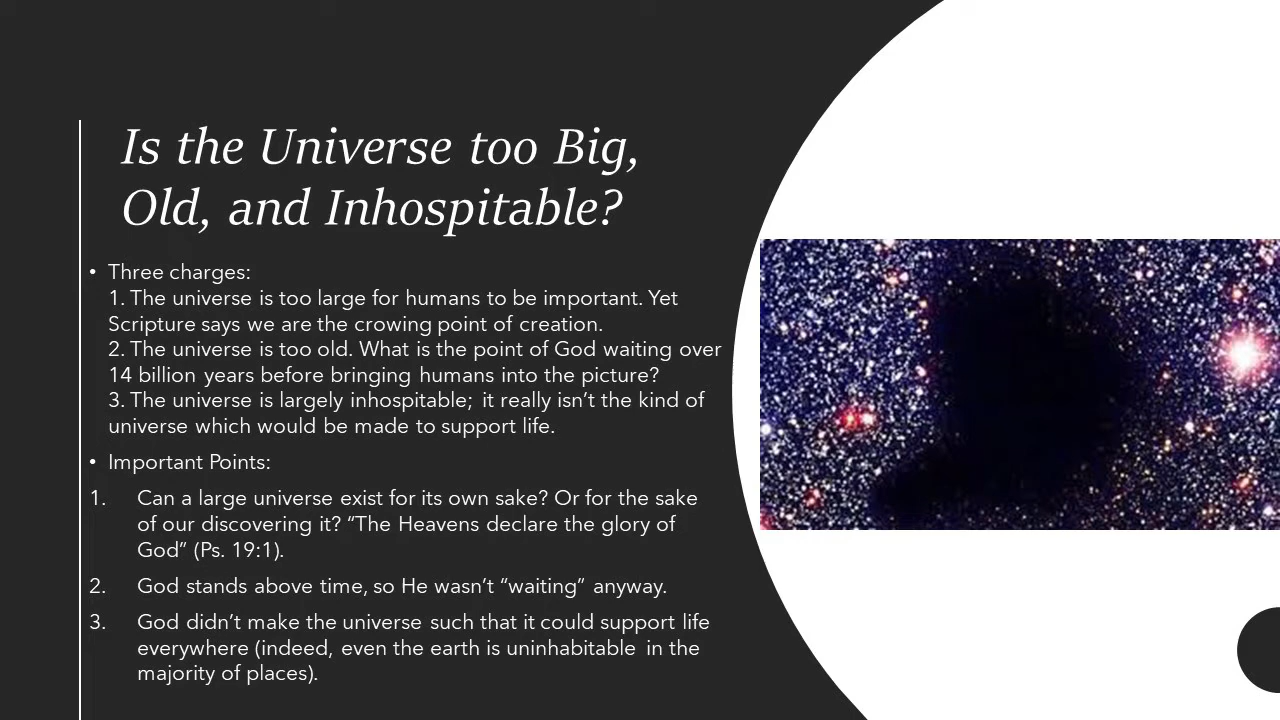 Is the Universe too Big,
Old, and Inhospitable?
• Three charges:
1. The universe is too large for humans to be important. Yet
Scripture says we are the crowing point of creation.
2. The universe is too old. What is the point of God waiting over
14 billion years before bringing humans into the picture?
3. The universe is largely inhospitable; it really isn’t the kind of
universe which would be made to support life.
• Important Points:
1. Can a large universe exist for its own sake? Or for the sake
of our discovering it? “The Heavens declare the glory of
God” (Ps. 19:1).
2. God stands above time, so He wasn’t “waiting” anyway.
3. God didn’t make the universe such that it could support life
everywhere (indeed, even the earth is uninhabitable in the
majority of places).